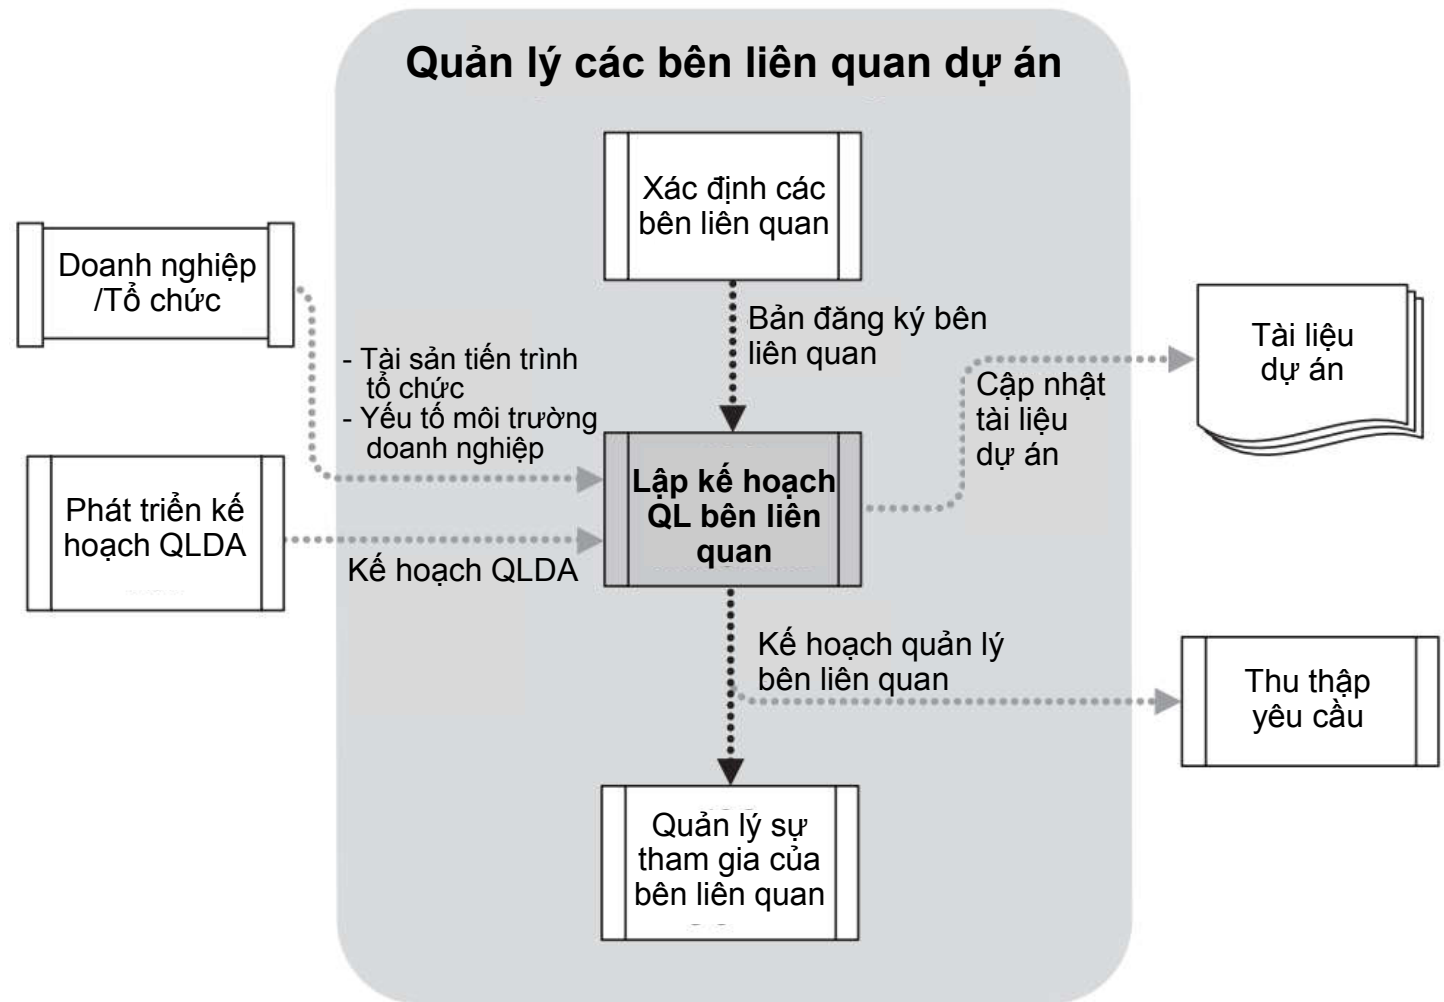 Quản lý các bên liên quan dự án
Xác định các
bên liên quan
Doanh nghiệp
/Tổ chức
Bản đăng ký bên
liên quan
Tài liệu
dự án
- Tài sản tiến trình
tổ chức
- Yếu tố môi trường
doanh nghiệp
Cập nhật
tài liệu
dự án
Lập kế hoạch
QL bên liên
quan
Phát triển kế
hoạch QLDA
Kế hoạch QLDA
Kế hoạch quản lý
bên liên quan
Thu thập
yêu cầu
Quản lý sự
tham gia của
bên liên quan